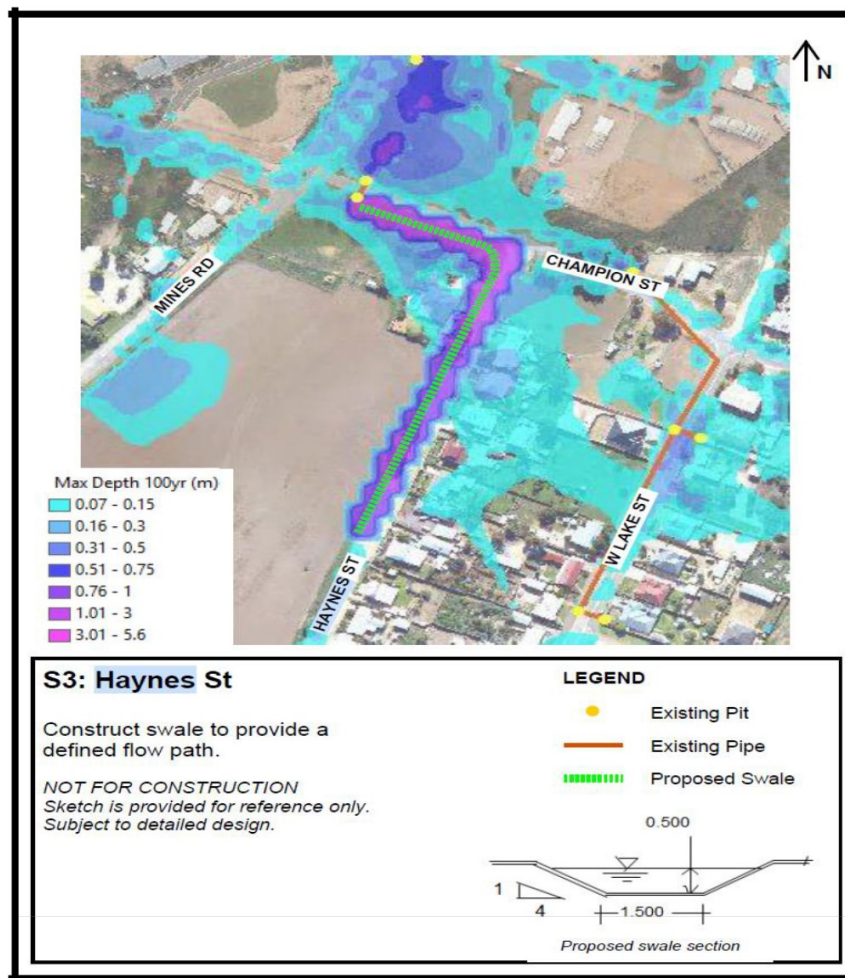 N
MINES RD
CHAMPION ST
W LAKE ST
HAYNES ST
Max Depth 100yr (m)
0.07 - 0.15
0.16 - 0.3
0.31 - 0.5
0.51 - 0.75
0.76 - 1
1.01 - 3
3.01 - 5.6
S3: Haynes St
Construct swale to provide a
defined flow path.
NOT FOR CONSTRUCTION
Sketch is provided for reference only.
Subject to detailed design.
LEGEND
Existing Pit
Existing Pipe
Proposed Swale
0.500
1
4
1.500
Proposed swale section